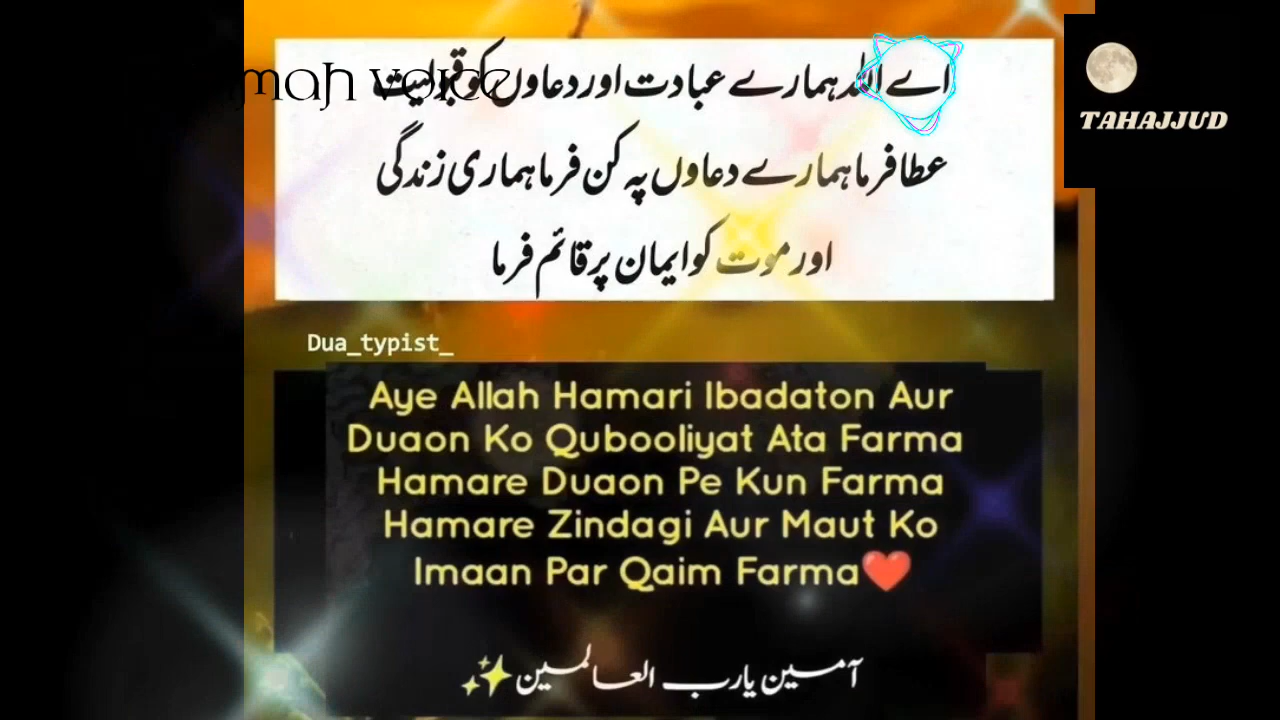 اے اللہ ہمارے عبادت اور دعاوں کو قبولیت
عطا فرما ہمارے دعاوں پہ کن فرما ہماری زندگی
اور موت کو ایمان پر قائم فرما
voice
TAHAJJUD
Dua_typist_
Aye Allah Hamari Ibadaton Aur
Duaon Ko Qubooliyat Ata Farma
Hamare Duaon Pe Kun Farma
Hamare Zindagi Aur Maut Ko
Imaan Par Qaim Farma❤️
آمین یارب العالمین ✨